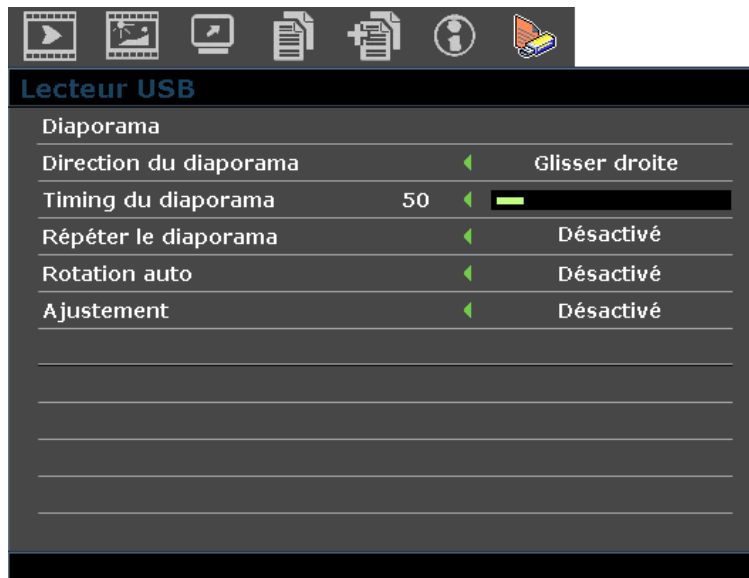 Lecteur USB
Diaporama
Direction du diaporama Glisser droite
Timing du diaporama 50
Répéter le diaporama Désactivé
Rotation auto Désactivé
Ajustement Désactivé